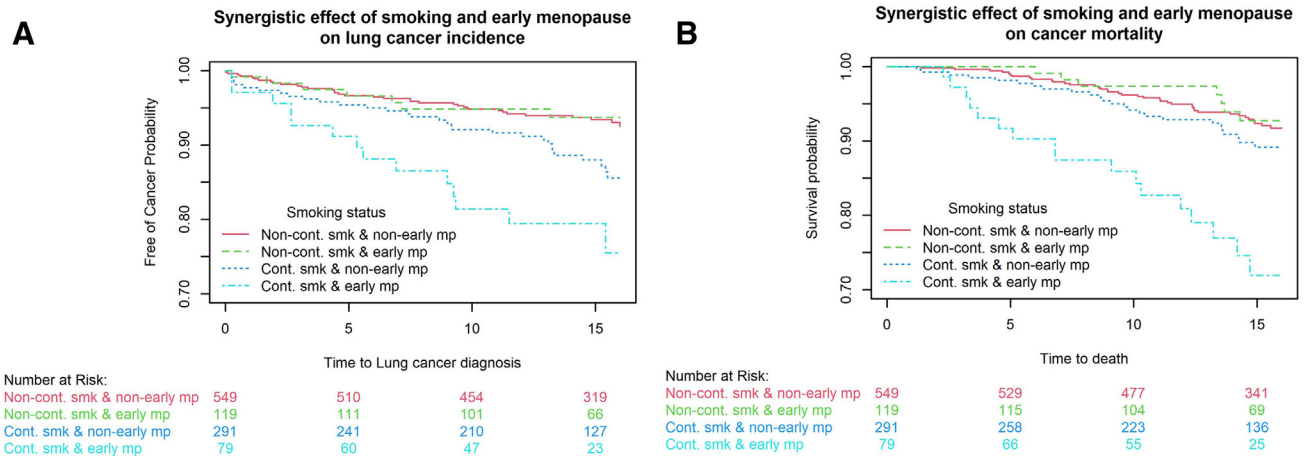 A
Synergistic effect of smoking and early menopause
on lung cancer incidence
Free of Cancer Probability
1.00
0.90
0.80
0.70
Smoking status
Non-cont. smk & non-early mp
Non-cont. smk & early mp
Cont. smk & non-early mp
Cont. smk & early mp
0 5 10 15
Time to Lung cancer diagnosis
Number at Risk:
Non-cont. smk & non-early mp 549 510 454 319
Non-cont. smk & early mp 119 111 101 66
Cont. smk & non-early mp 291 241 210 127
Cont. smk & early mp 79 60 47 23
B
Synergistic effect of smoking and early menopause
on cancer mortality
Survival probability
1.00
0.90
0.80
0.70
Smoking status
Non-cont. smk & non-early mp
Non-cont. smk & early mp
Cont. smk & non-early mp
Cont. smk & early mp
0 5 10 15
Time to death
Number at Risk:
Non-cont. smk & non-early mp 549 529 477 341
Non-cont. smk & early mp 119 115 104 69
Cont. smk & non-early mp 291 258 223 136
Cont. smk & early mp 79 66 55 25